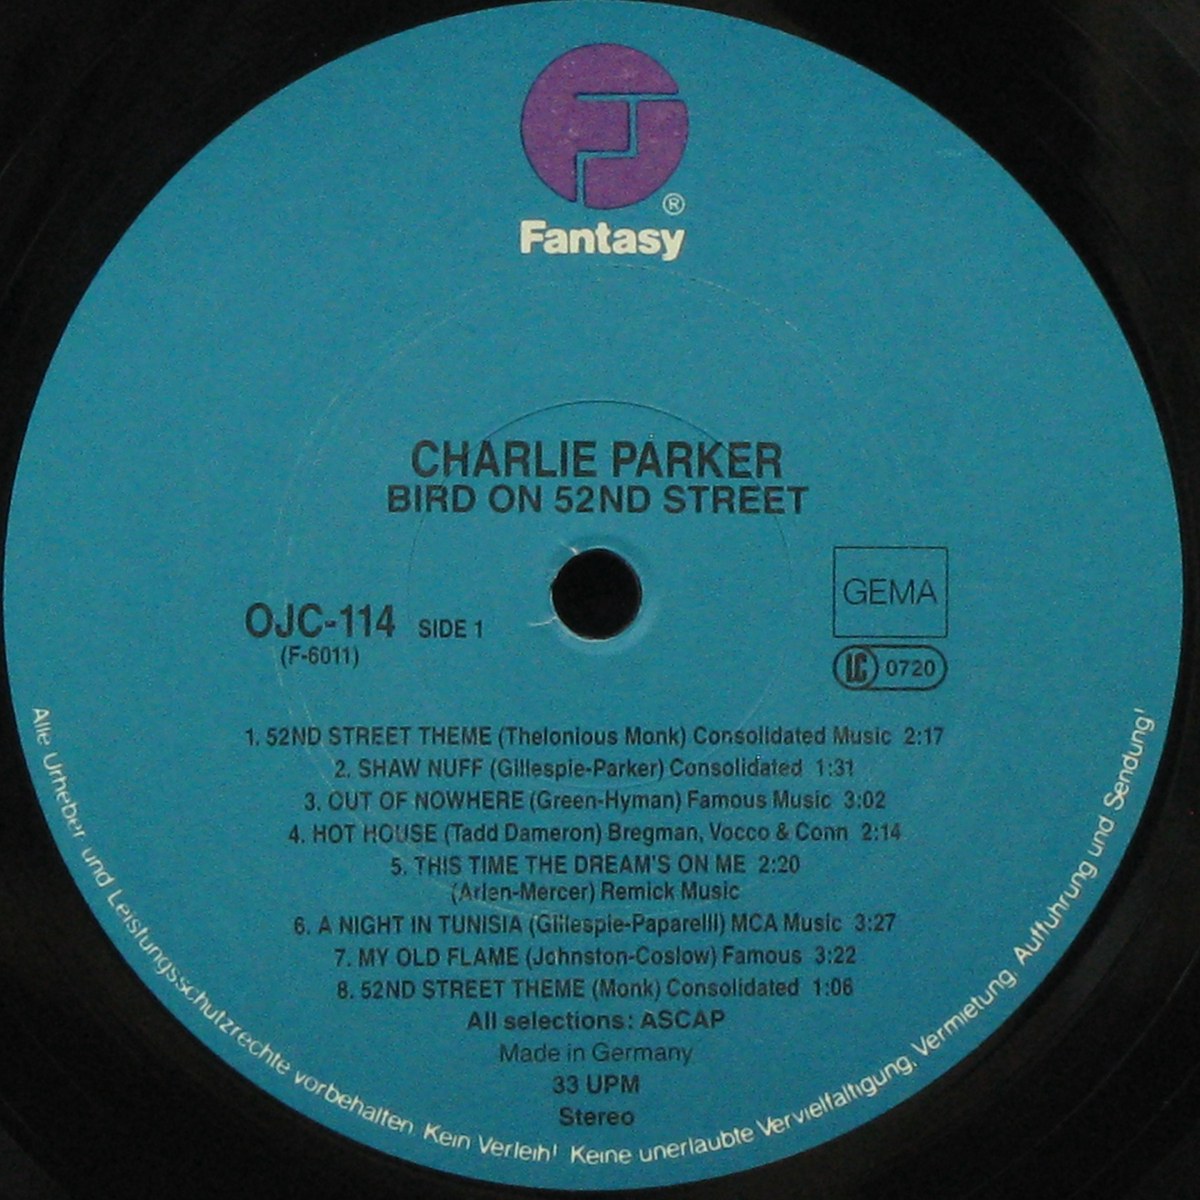 ®
Fantasy
CHARLIE PARKER
BIRD ON 52ND STREET
GEMA
OJC-114 SIDE 1
(F-6011)
LC 0720
1. 52ND STREET THEME (Thelonious Monk) Consolidated Music 2:17
2. SHAW NUFF (Gillespie-Parker) Consolidated 1:31
3. OUT OF NOWHERE (Green-Hyman) Famous Music 3:02
4. HOT HOUSE (Tadd Dameron) Bregman, Vocco & Conn 2:14
5. THIS TIME THE DREAM'S ON ME 2:20
(Arlen-Mercer) Remick Music
6. A NIGHT IN TUNISIA (Gillespie-Paparelli) MCA Music 3:27
7. MY OLD FLAME (Johnston-Coslow) Famous 3:22
8. 52ND STREET THEME (Monk) Consolidated 1:06
All selections: ASCAP
Made in Germany
33 UPM
Stereo
Alle Urheber und Leistungsschutzrechte vorbehalten. Kein Verleih! Keine unerlaubte Vervielfältigung, Vermietung, Aufführung und Sendung!